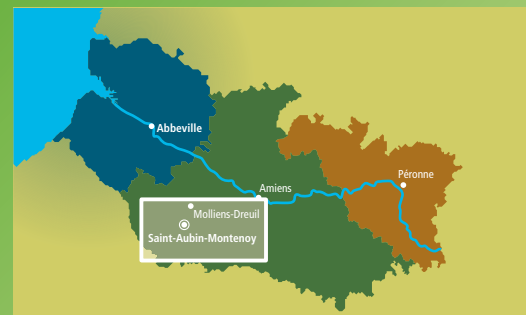 Abbeville
Péronne
Amiens
Molliens-Dreuil
Saint-Aubin-Montenoy